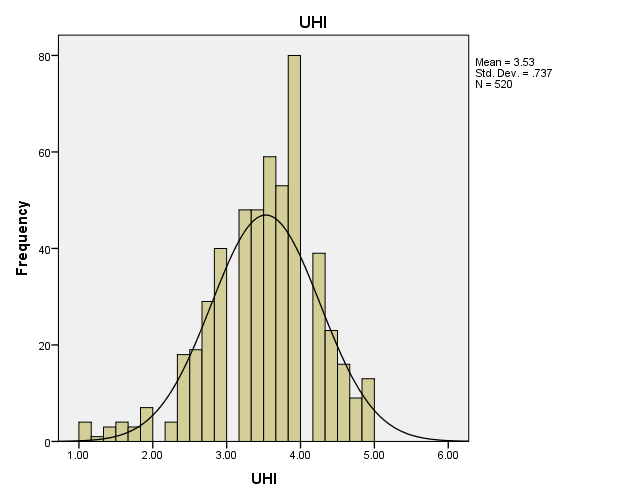 UHI
Mean = 3.53
Std. Dev. = .737
N = 520
80
60
40
20
0
Frequency
1.00 2.00 3.00 4.00 5.00 6.00
UHI